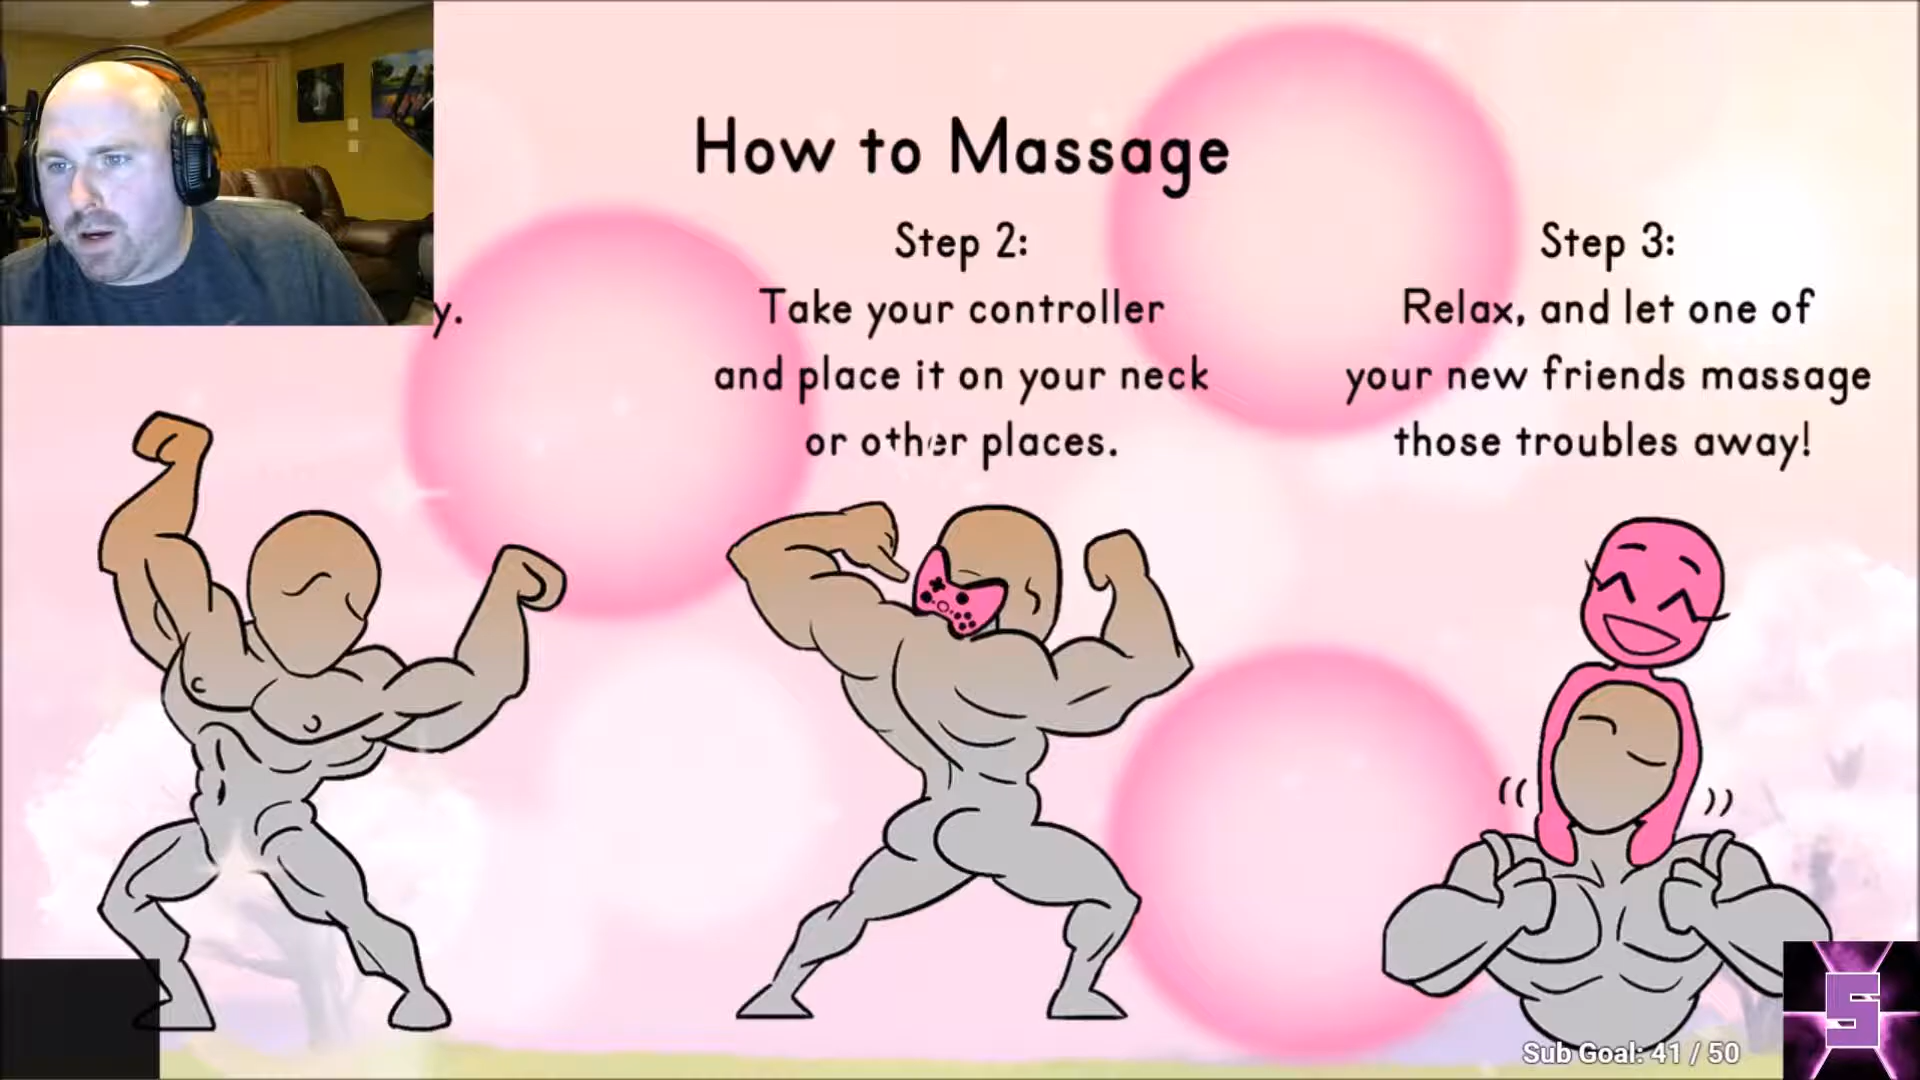 How to Massage
y.
Step 2:
Take your controller
and place it on your neck
or other places.
Step 3:
Relax, and let one of
your new friends massage
those troubles away!
Sub Goal: 41 / 50
S